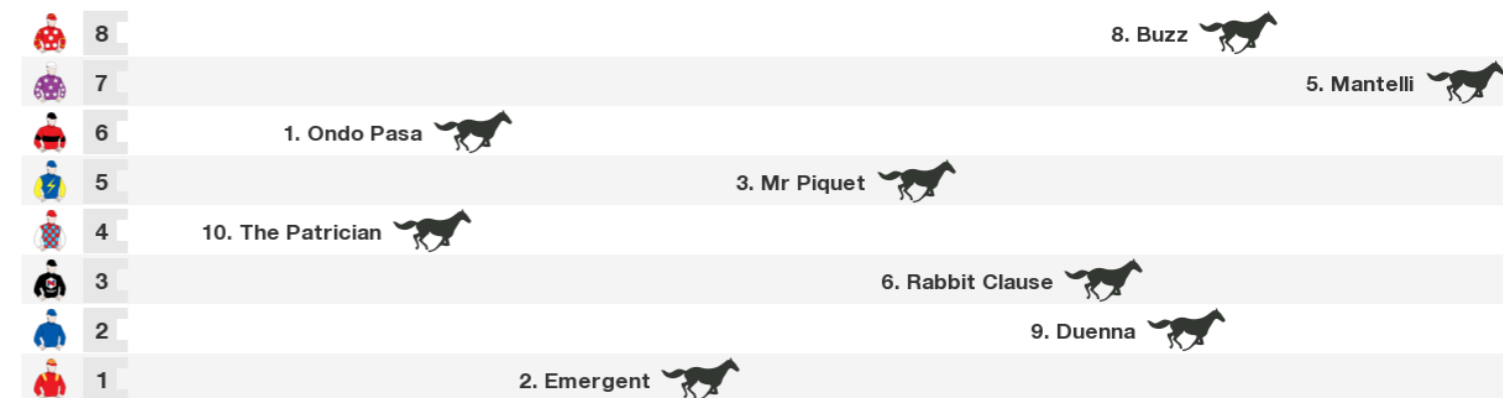 8 8. Buzz
7 5. Mantelli
6 1. Ondo Pasa
5 3. Mr Piquet
4 10. The Patrician
3 6. Rabbit Clause
2 9. Duenna
1 2. Emergent